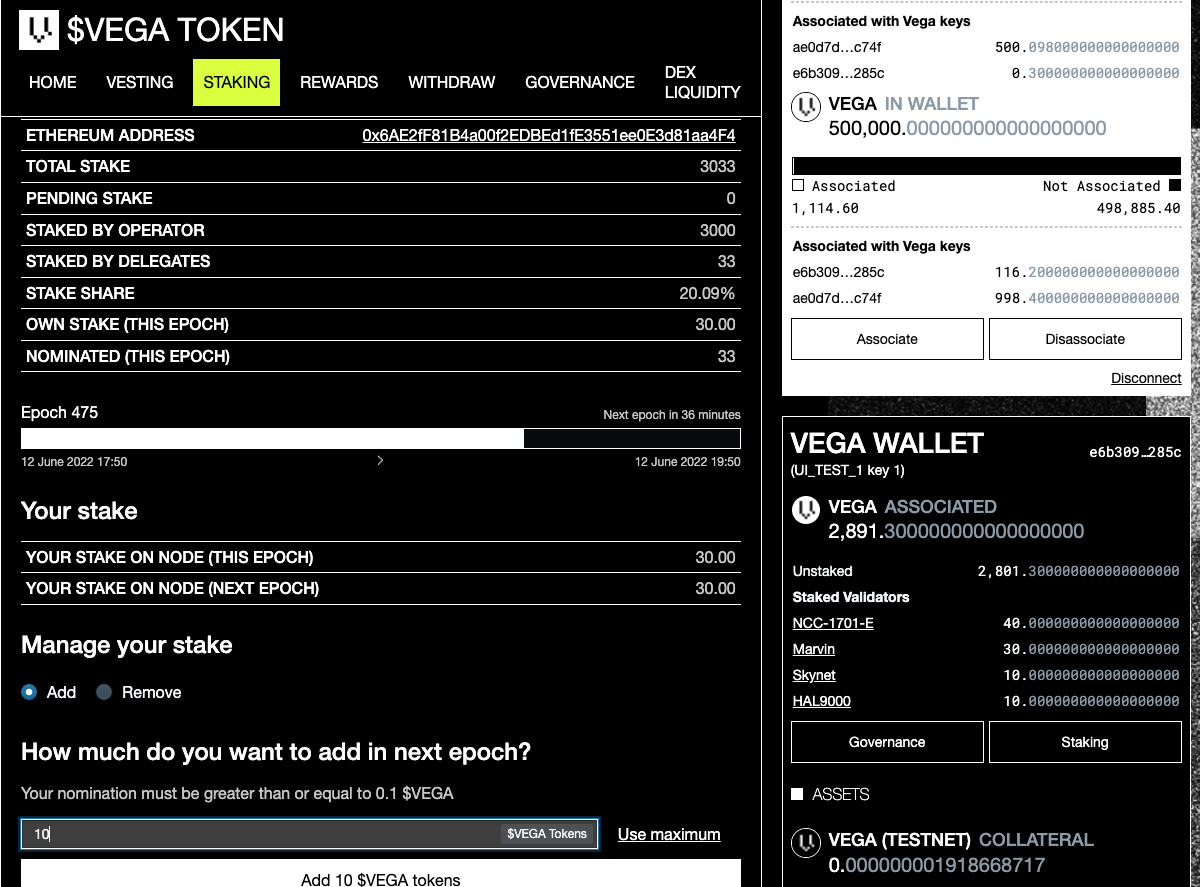 $VEGA TOKEN
HOME VESTING STAKING REWARDS WITHDRAW GOVERNANCE DEX LIQUIDITY
ETHEREUM ADDRESS 0x6AE2fF81B4a00f2EDBEd1fE3551ee0E3d81aa4F4
TOTAL STAKE 3033
PENDING STAKE 0
STAKED BY OPERATOR 3000
STAKED BY DELEGATES 33
STAKE SHARE 20.09%
OWN STAKE (THIS EPOCH) 30.00
NOMINATED (THIS EPOCH) 33
Epoch 475 Next epoch in 36 minutes
12 June 2022 17:50 12 June 2022 19:50
Your stake
YOUR STAKE ON NODE (THIS EPOCH) 30.00
YOUR STAKE ON NODE (NEXT EPOCH) 30.00
Manage your stake
Add Remove
How much do you want to add in next epoch?
Your nomination must be greater than or equal to 0.1 $VEGA
10 $VEGA Tokens Use maximum
Add 10 $VEGA tokens
Associated with Vega keys
ae0d7d…c74f 500.098000000000000000
e6b309…285c 0.300000000000000000
VEGA IN WALLET
500,000.000000000000000000
Associated Not Associated
1,114.60 498,885.40
Associated with Vega keys
e6b309…285c 116.200000000000000000
ae0d7d…c74f 998.400000000000000000
Associate Disassociate
Disconnect
VEGA WALLET e6b309…285c
(UI_TEST_1 key 1)
VEGA ASSOCIATED
2,891.300000000000000000
Unstaked 2,801.300000000000000000
Staked Validators
NCC-1701-E 40.000000000000000000
Marvin 30.000000000000000000
Skynet 10.000000000000000000
HAL9000 10.000000000000000000
Governance Staking
ASSETS
VEGA (TESTNET) COLLATERAL
0.000000001918668717